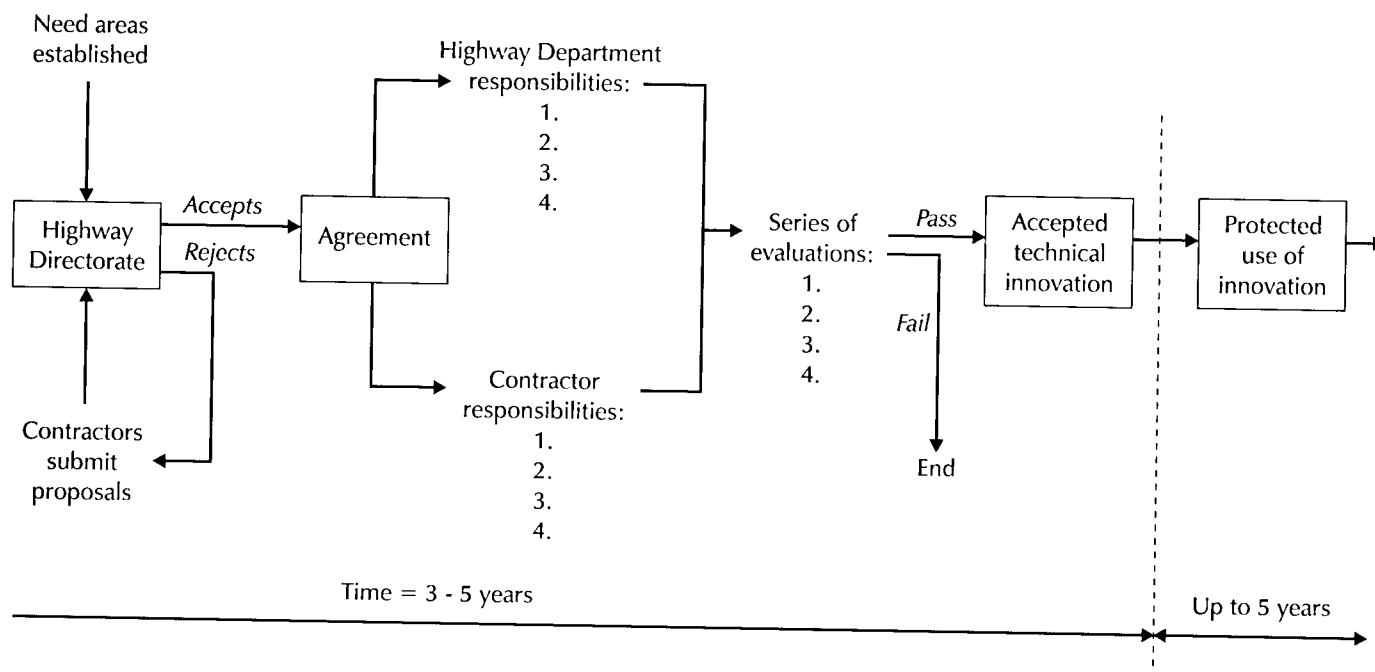 Need areas
established
Highway
Directorate
Accepts
Rejects
Contractors
submit
proposals
Agreement
Highway Department
responsibilities:
1.
2.
3.
4.
Contractor
responsibilities:
1.
2.
3.
4.
Series of
evaluations:
1.
2.
3.
4.
Pass
Fail
End
Accepted
technical
innovation
Protected
use of
innovation
Time = 3 - 5 years
Up to 5 years